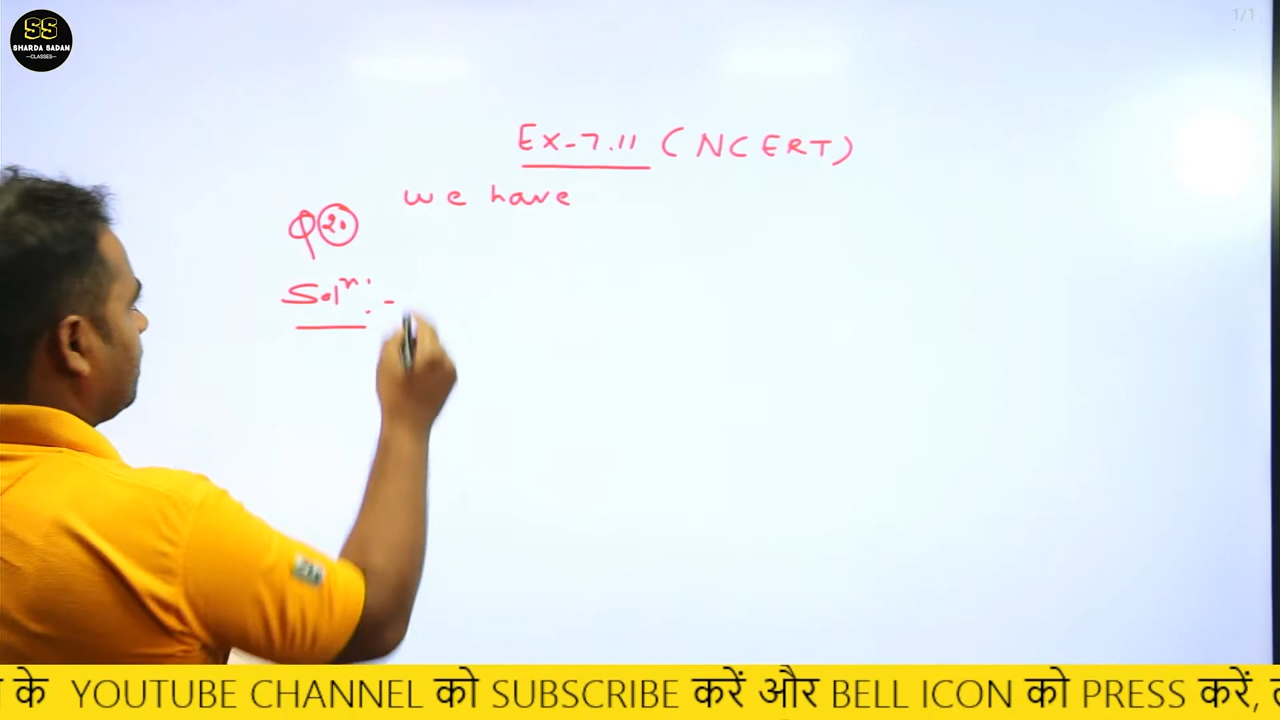 SS
SHARDA SADAN
—CLASSES—
1/1
Ex-7.11 (NCERT)
we have
Q 20
Solⁿ:-
के YOUTUBE CHANNEL को SUBSCRIBE करें और BELL ICON को PRESS करें,